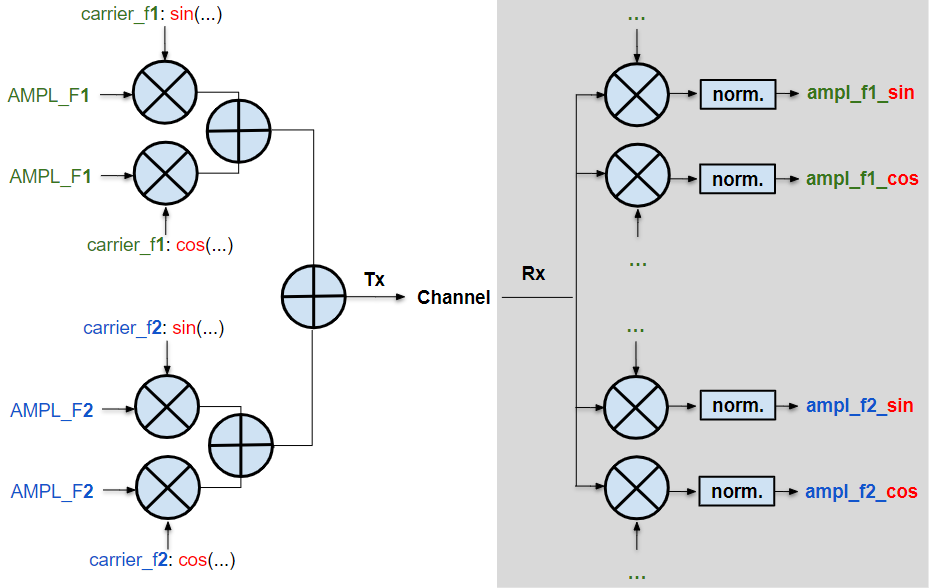 carrier_f1: sin(...)
AMPL_F1
AMPL_F1
carrier_f1: cos(...)
carrier_f2: sin(...)
AMPL_F2
AMPL_F2
carrier_f2: cos(...)
Tx
Channel
Rx
...
norm.
ampl_f1_sin
norm.
ampl_f1_cos
...
...
norm.
ampl_f2_sin
norm.
ampl_f2_cos
...